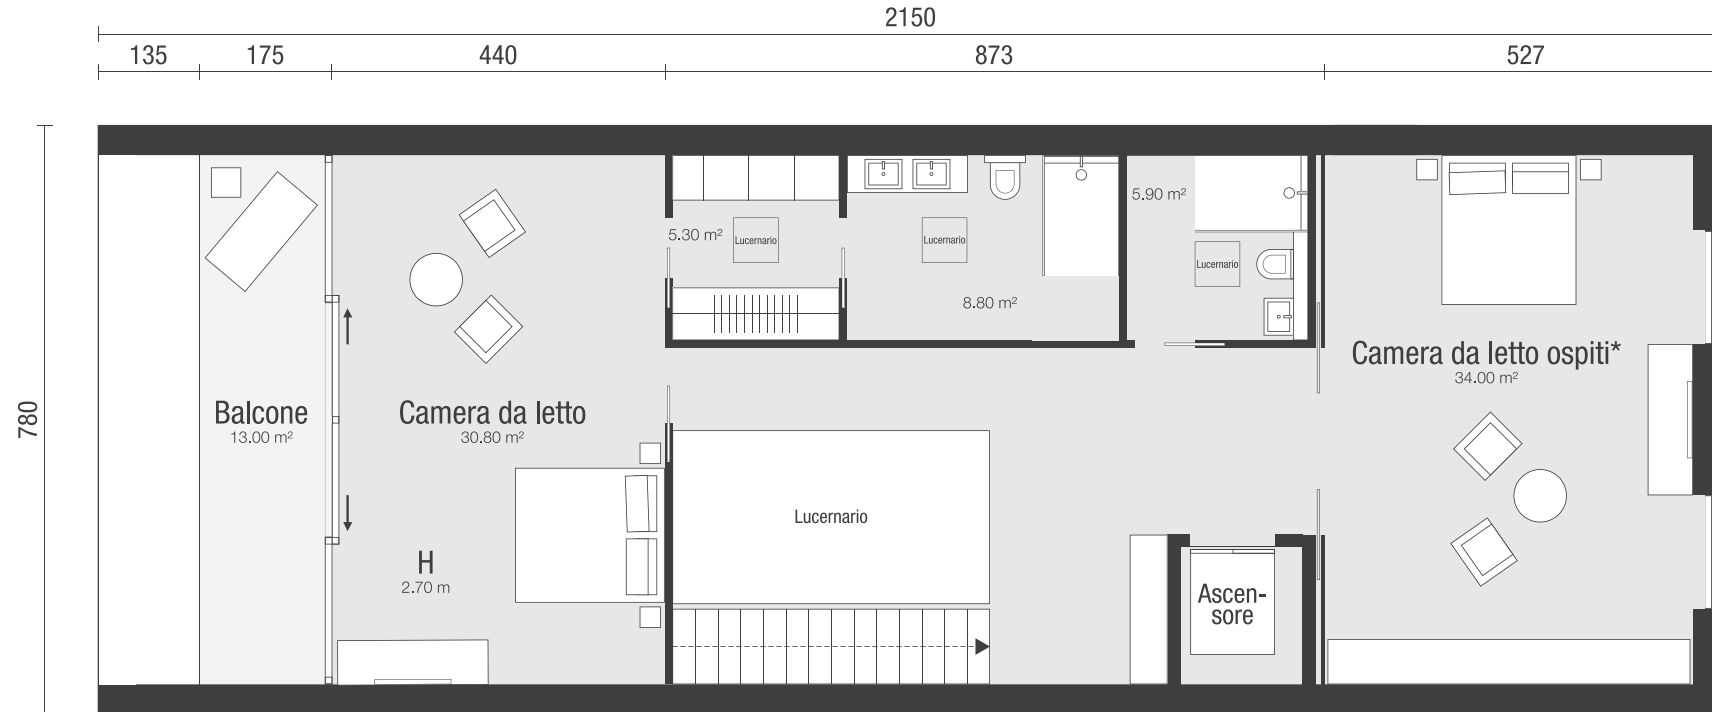 2150
135 175 440 873 527
780
5.30 m²
Lucernario
Lucernario
8.80 m²
5.90 m²
Lucernario
Balcone
13.00 m²
Camera da letto
30.80 m²
H
2.70 m
Lucernario
Ascen-
sore
Camera da letto ospiti*
34.00 m²